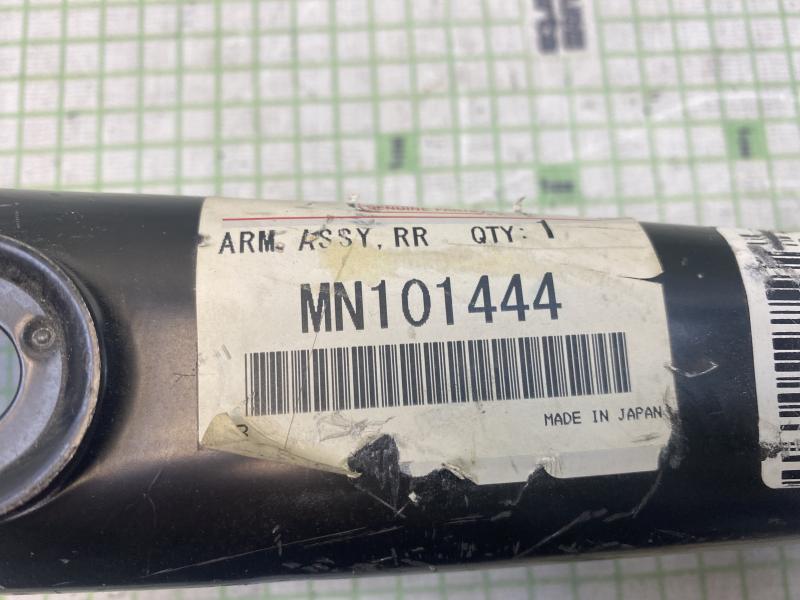 ARM. ASSY, RR QTY: 1
MN101444
MADE IN JAPAN